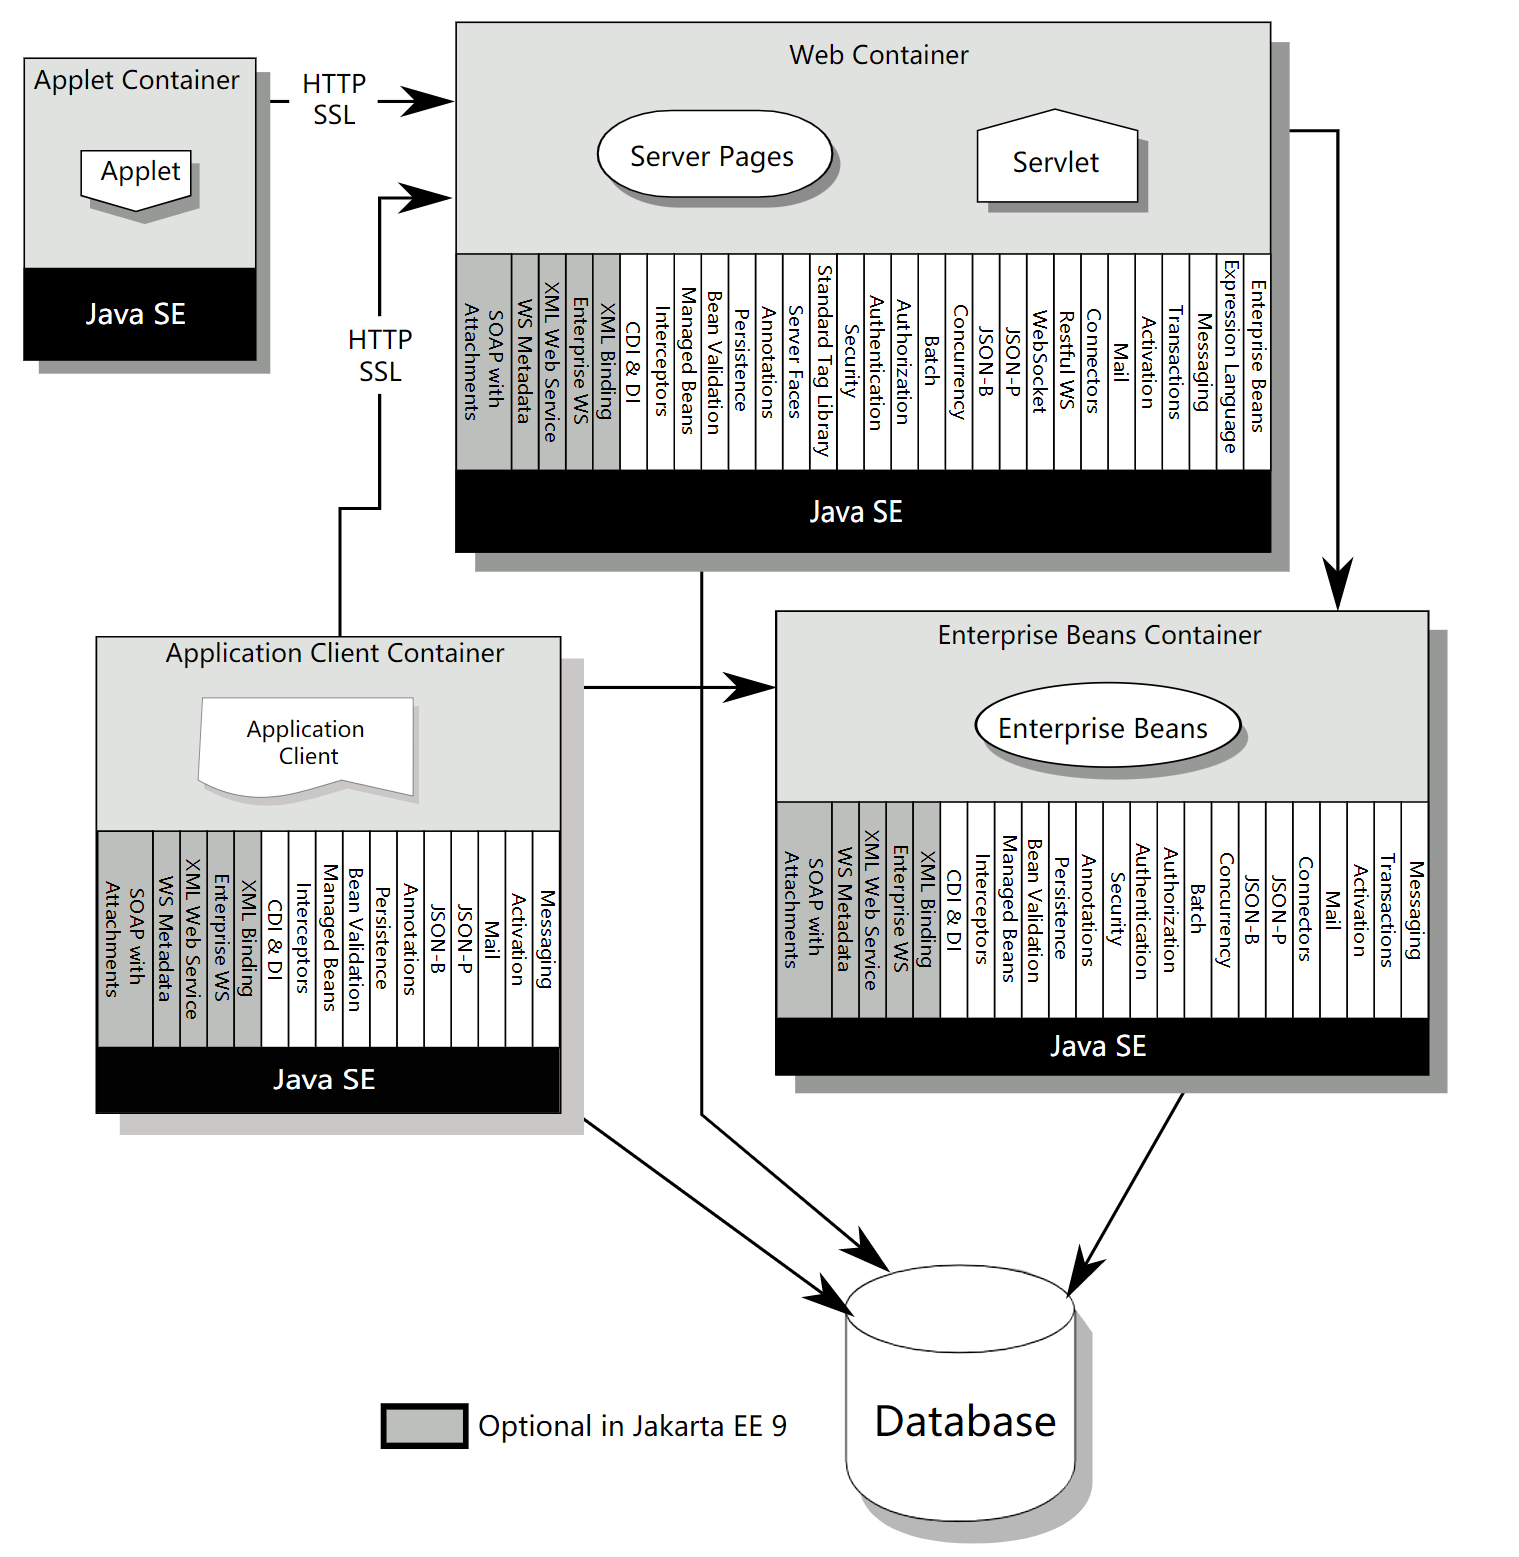 Applet Container
Applet
Java SE
HTTP
SSL
HTTP
SSL
Web Container
Server Pages
Servlet
SOAP with
Attachments
WS Metadata
XML Web Service
Enterprise WS
XML Binding
CDI & DI
Interceptors
Managed Beans
Bean Validation
Persistence
Annotations
Server Faces
Standard Tag Library
Security
Authentication
Authorization
Batch
Concurrency
JSON-B
JSON-P
WebSocket
Restful WS
Connectors
Mail
Activation
Transactions
Messaging
Expression Language
Enterprise Beans
Java SE
Application Client Container
Application
Client
SOAP with
Attachments
WS Metadata
XML Web Service
Enterprise WS
XML Binding
CDI & DI
Interceptors
Managed Beans
Bean Validation
Persistence
Annotations
JSON-B
JSON-P
Mail
Activation
Messaging
Java SE
Enterprise Beans Container
Enterprise Beans
SOAP with
Attachments
WS Metadata
XML Web Service
Enterprise WS
XML Binding
CDI & DI
Interceptors
Managed Beans
Bean Validation
Persistence
Annotations
Security
Authentication
Authorization
Batch
Concurrency
JSON-B
JSON-P
Connectors
Mail
Activation
Transactions
Messaging
Java SE
Database
Optional in Jakarta EE 9